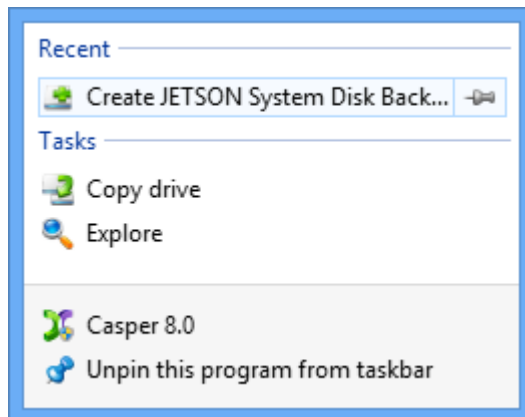 Recent
Create JETSON System Disk Back...
Tasks
Copy drive
Explore
Casper 8.0
Unpin this program from taskbar